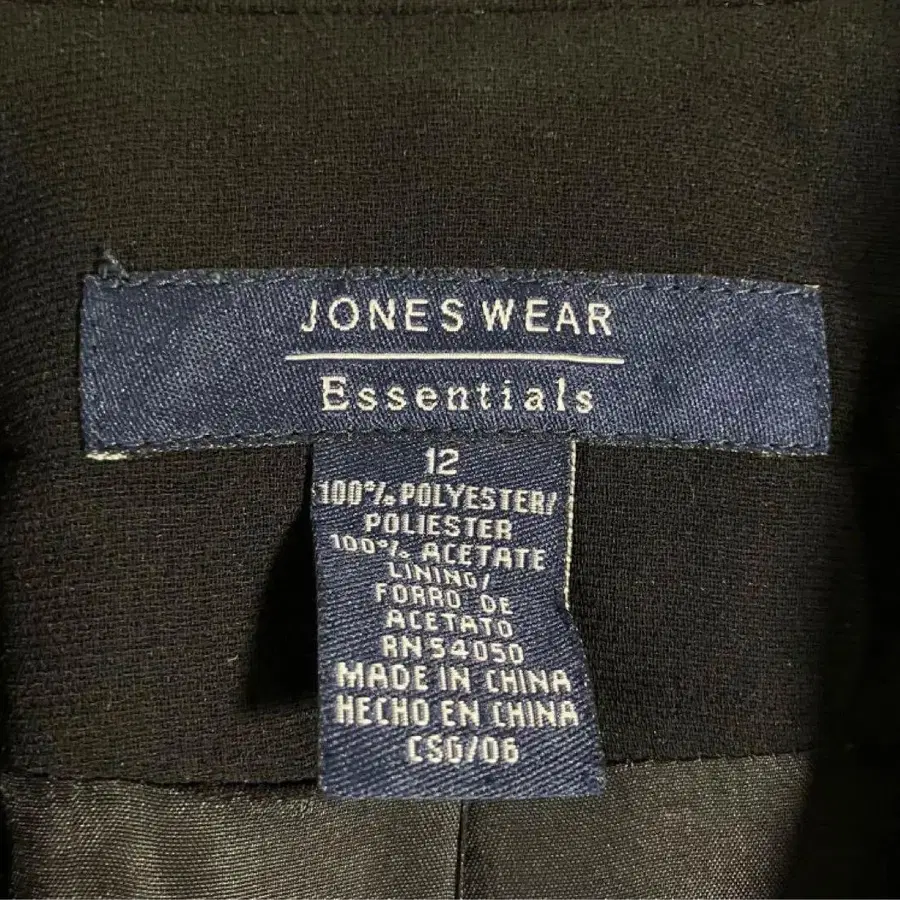 JONES WEAR
Essentials
12
100% POLYESTER/
POLIESTER
100% ACETATE
LINING/
FORRO DE
ACETATO
RN 54050
MADE IN CHINA
HECHO EN CHINA
CSG/06